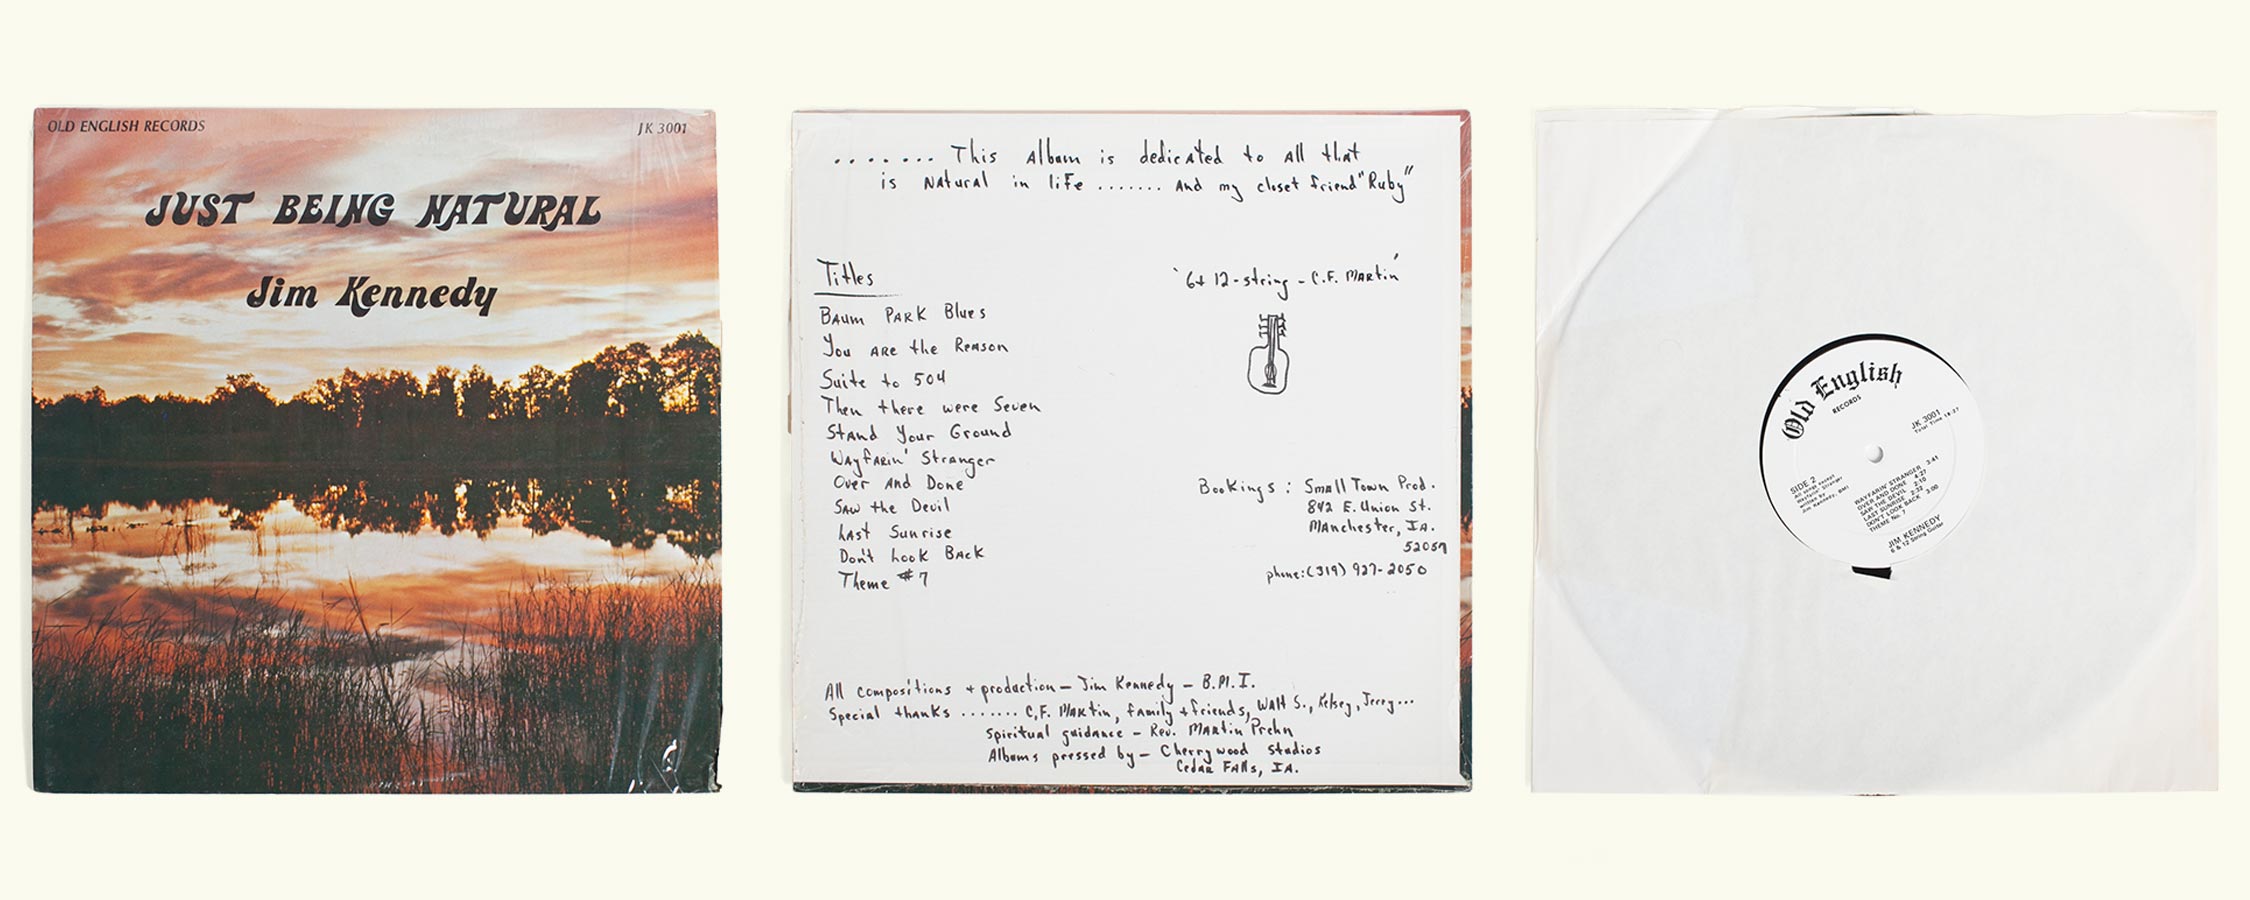 OLD ENGLISH RECORDS
JK 3001
JUST BEING NATURAL
Jim Kennedy
....... This Album is dedicated to all that
is Natural in life ....... And my closet friend "Ruby"
Titles
Baum Park Blues
You are the Reason
Suite to 504
Then there were Seven
Stand Your Ground
Wayfarin' Stranger
Over And Done
Saw the Devil
Last Sunrise
Don't Look Back
Theme #7
'6 + 12-string - C.F. Martin'
Bookings: Small Town Prod.
842 E. Union St.
Manchester, IA.
52057
phone: (319) 927-2050
All compositions + production - Jim Kennedy - B.M.I.
Special thanks ....... C.F. Martin, family + friends, Walt S., Kelsey, Jerry...
Spiritual guidance - Rev. Martin Prehn
Albums pressed by - Cherrywood Studios
Cedar Falls, IA.
Old English
RECORDS
JK 3001
Total Time 18:27
SIDE 2
All songs except
Wayfarin' Stranger
written by
Jim Kennedy, BMI
WAYFARIN' STRANGER 3:41
OVER AND DONE 4:27
SAW THE DEVIL 2:10
LAST SUNRISE 2:22
DON'T LOOK BACK 3:00
THEME No. 7
JIM KENNEDY
6 & 12 String Guitar